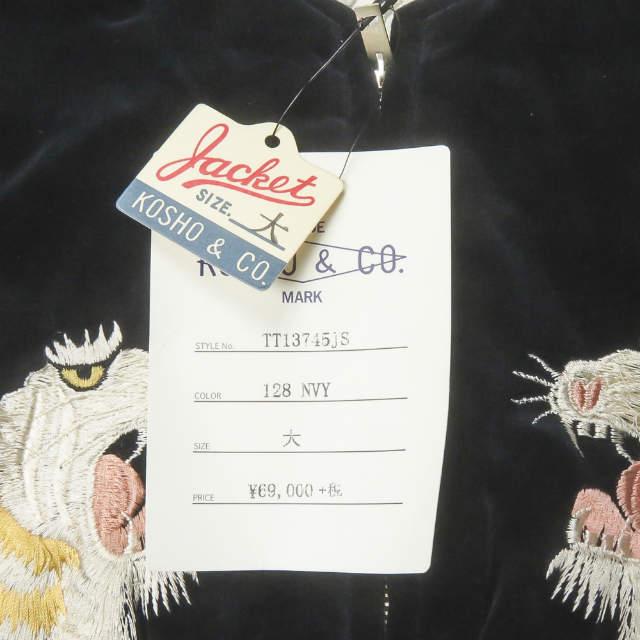 Jacket
SIZE. 大
KOSHO & CO.
& CO.
MARK
STYLE No. TT13745jS
COLOR 128 NVY
SIZE 大
PRICE ¥69,000+税